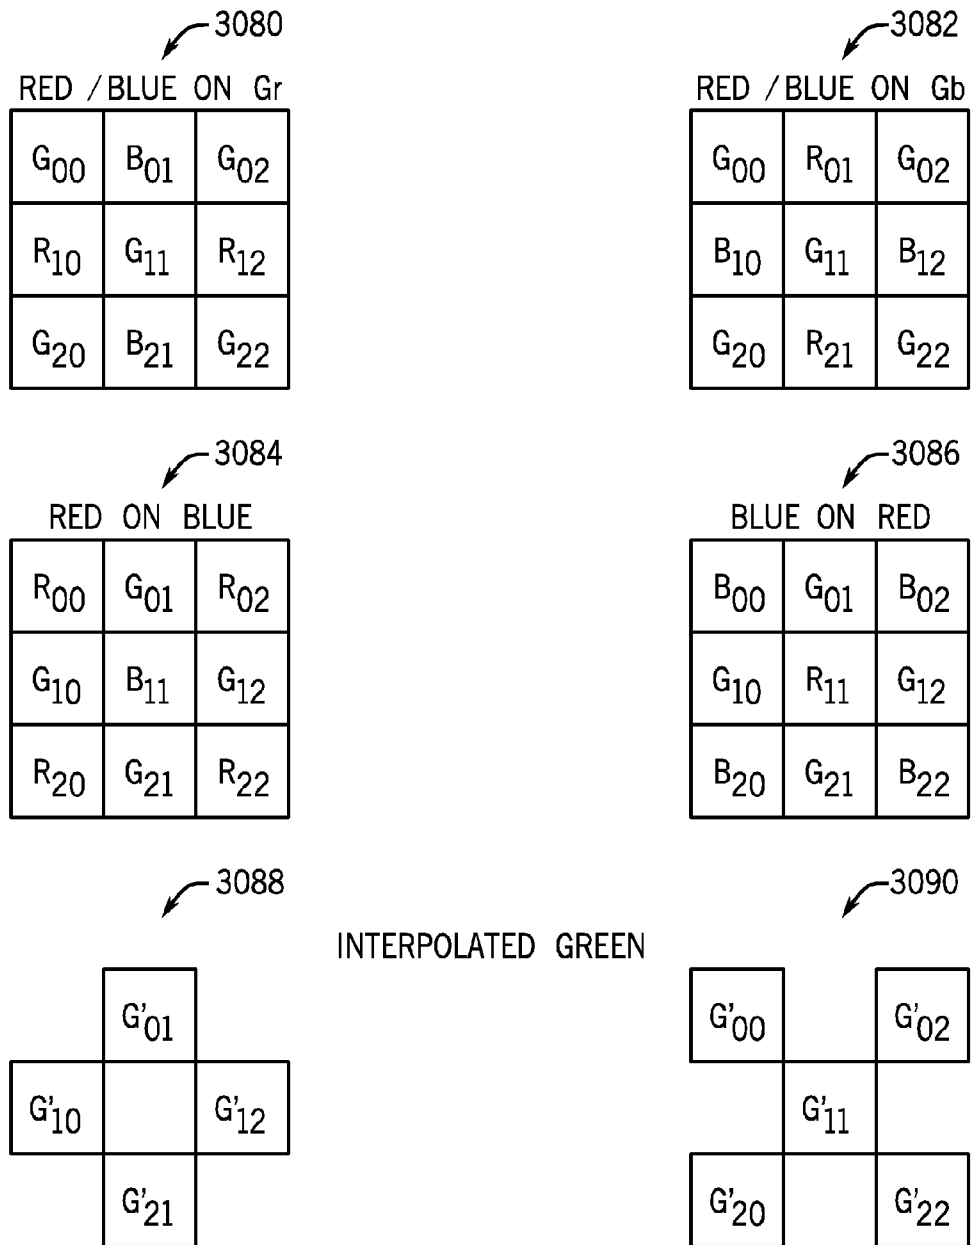 3080 3082
RED / BLUE ON Gr RED / BLUE ON Gb
G00 B01 G02 G00 R01 G02
R10 G11 R12 B10 G11 B12
G20 B21 G22 G20 R21 G22
3084 3086
RED ON BLUE BLUE ON RED
R00 G01 R02 B00 G01 B02
G10 B11 G12 G10 R11 G12
R20 G21 R22 B20 G21 B22
3088 3090
INTERPOLATED GREEN
G'01 G'00 G'02
G'10 G'12 G'11
G'21 G'20 G'22